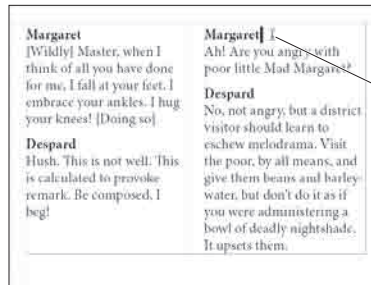 Margaret
[Wildly] Master, when I
think of all you have done
for me, I fall at your feet. I
embrace your ankles. I hug
your knees! [Doing so]
Despard
Hush. This is not well. This
is calculated to provoke
remark. Be composed, I
beg!
Margaret
Ah! Are you angry with
poor little Mad Margaret?
Despard
No, not angry, but a district
visitor should learn to
eschew melodrama. Visit
the poor, by all means, and
give them beans and barley-
water, but don't do it as if
you were administering a
bowl of deadly nightshade.
It upsets them.